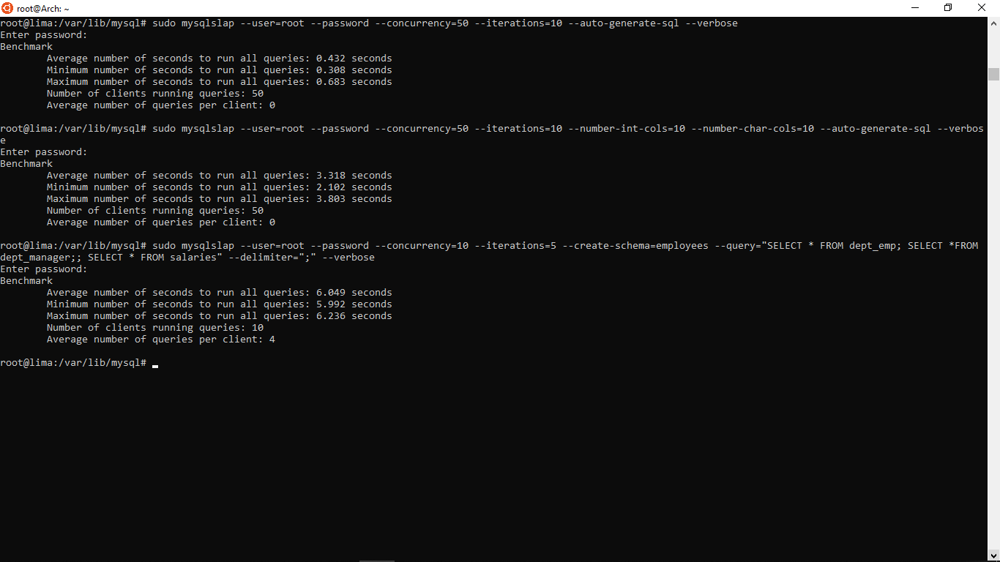 root@Arch: ~
root@lima:/var/lib/mysql# sudo mysqlslap --user=root --password --concurrency=50 --iterations=10 --auto-generate-sql --verbose
Enter password:
Benchmark
        Average number of seconds to run all queries: 0.432 seconds
        Minimum number of seconds to run all queries: 0.308 seconds
        Maximum number of seconds to run all queries: 0.683 seconds
        Number of clients running queries: 50
        Average number of queries per client: 0

root@lima:/var/lib/mysql# sudo mysqlslap --user=root --password --concurrency=50 --iterations=10 --number-int-cols=10 --number-char-cols=10 --auto-generate-sql --verbos
e
Enter password:
Benchmark
        Average number of seconds to run all queries: 3.318 seconds
        Minimum number of seconds to run all queries: 2.102 seconds
        Maximum number of seconds to run all queries: 3.803 seconds
        Number of clients running queries: 50
        Average number of queries per client: 0

root@lima:/var/lib/mysql# sudo mysqlslap --user=root --password --concurrency=10 --iterations=5 --create-schema=employees --query="SELECT * FROM dept_emp; SELECT *FROM
dept_manager;; SELECT * FROM salaries" --delimiter=";" --verbose
Enter password:
Benchmark
        Average number of seconds to run all queries: 6.049 seconds
        Minimum number of seconds to run all queries: 5.992 seconds
        Maximum number of seconds to run all queries: 6.236 seconds
        Number of clients running queries: 10
        Average number of queries per client: 4

root@lima:/var/lib/mysql#